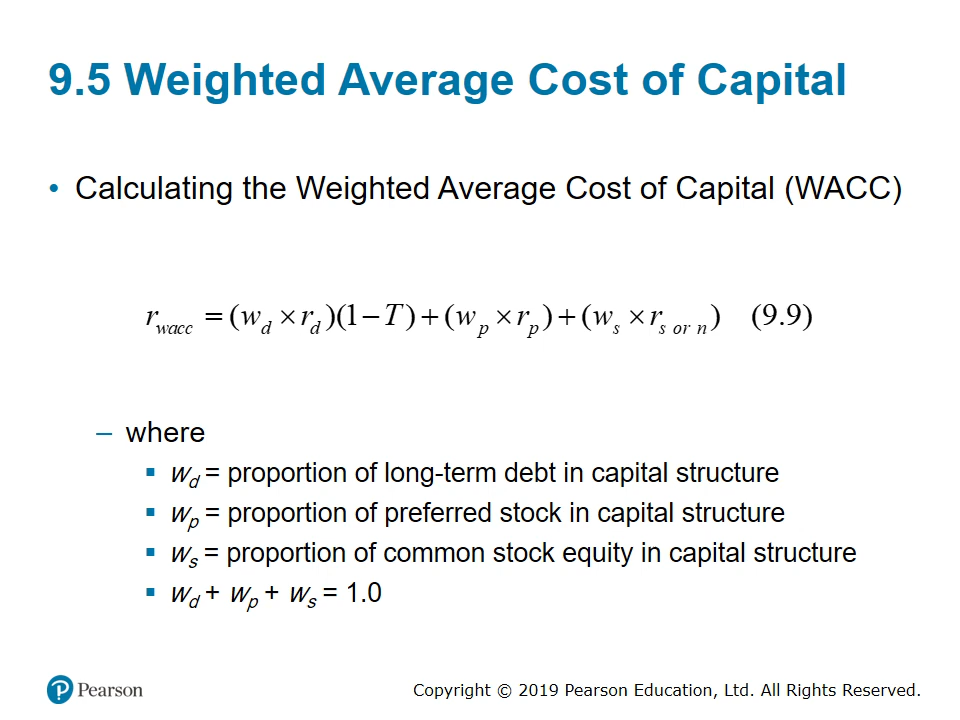 9.5 Weighted Average Cost of Capital
• Calculating the Weighted Average Cost of Capital (WACC)
r_wacc = (w_d × r_d)(1 − T) + (w_p × r_p) + (w_s × r_s or n) (9.9)
– where
▪ w_d = proportion of long-term debt in capital structure
▪ w_p = proportion of preferred stock in capital structure
▪ w_s = proportion of common stock equity in capital structure
▪ w_d + w_p + w_s = 1.0
P Pearson
Copyright © 2019 Pearson Education, Ltd. All Rights Reserved.